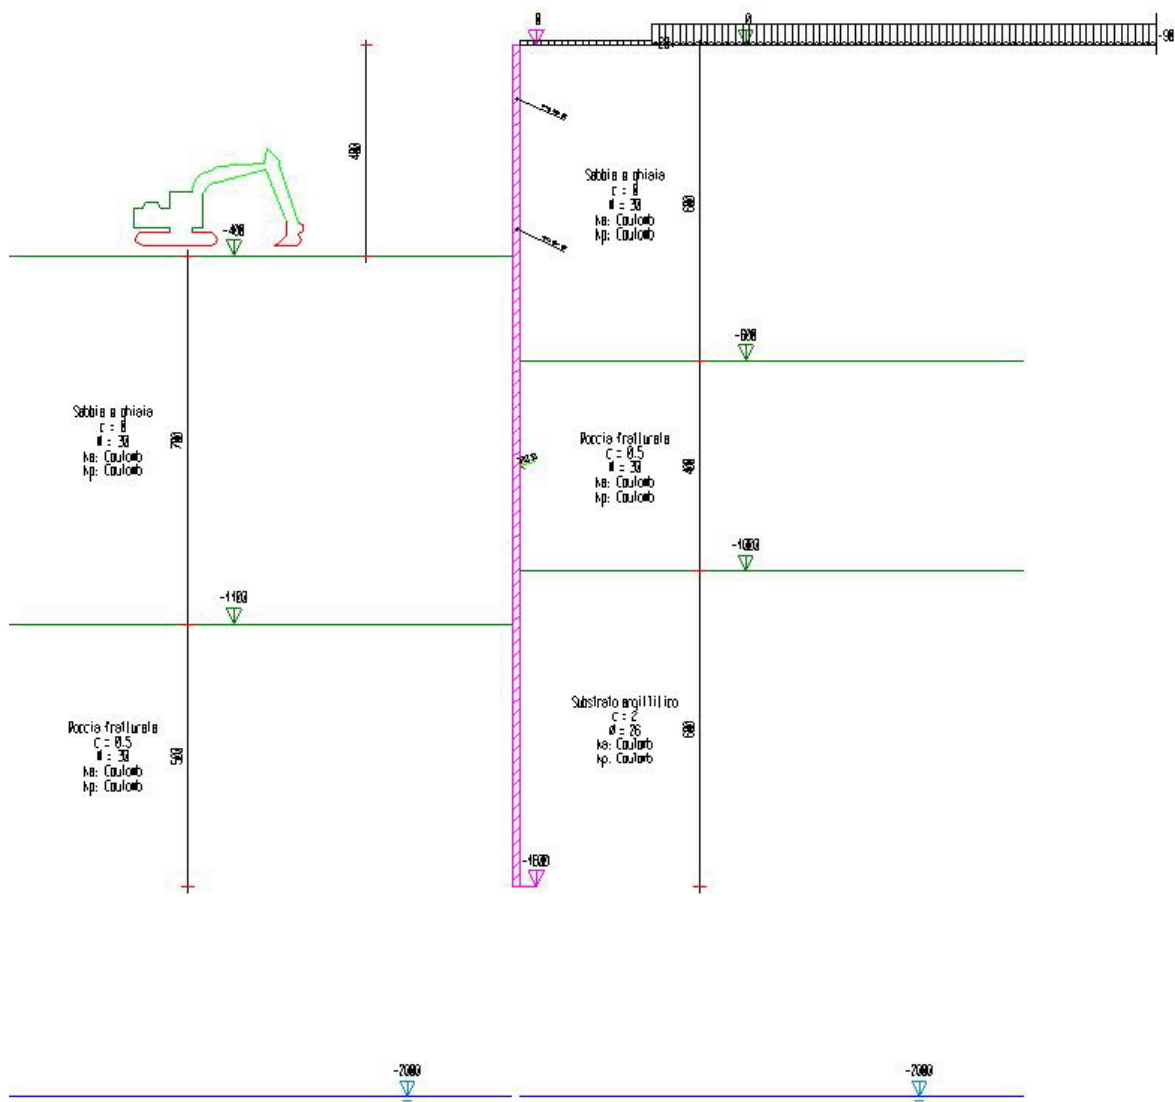 0
0
-90
-20
400
Sabbia e ghiaia
c = 0
Ø = 30
ka: Coulomb
kp: Coulomb
600
-400
-600
Sabbia e ghiaia
c = 0
Ø = 30
ka: Coulomb
kp: Coulomb
700
Roccia fratturata
c = 0.5
Ø = 30
ka: Coulomb
kp: Coulomb
400
-1000
-1100
Substrato argillitico
c = 2
Ø = 26
ka: Coulomb
kp: Coulomb
600
Roccia fratturata
c = 0.5
Ø = 30
ka: Coulomb
kp: Coulomb
500
-1600
-2000
-2000